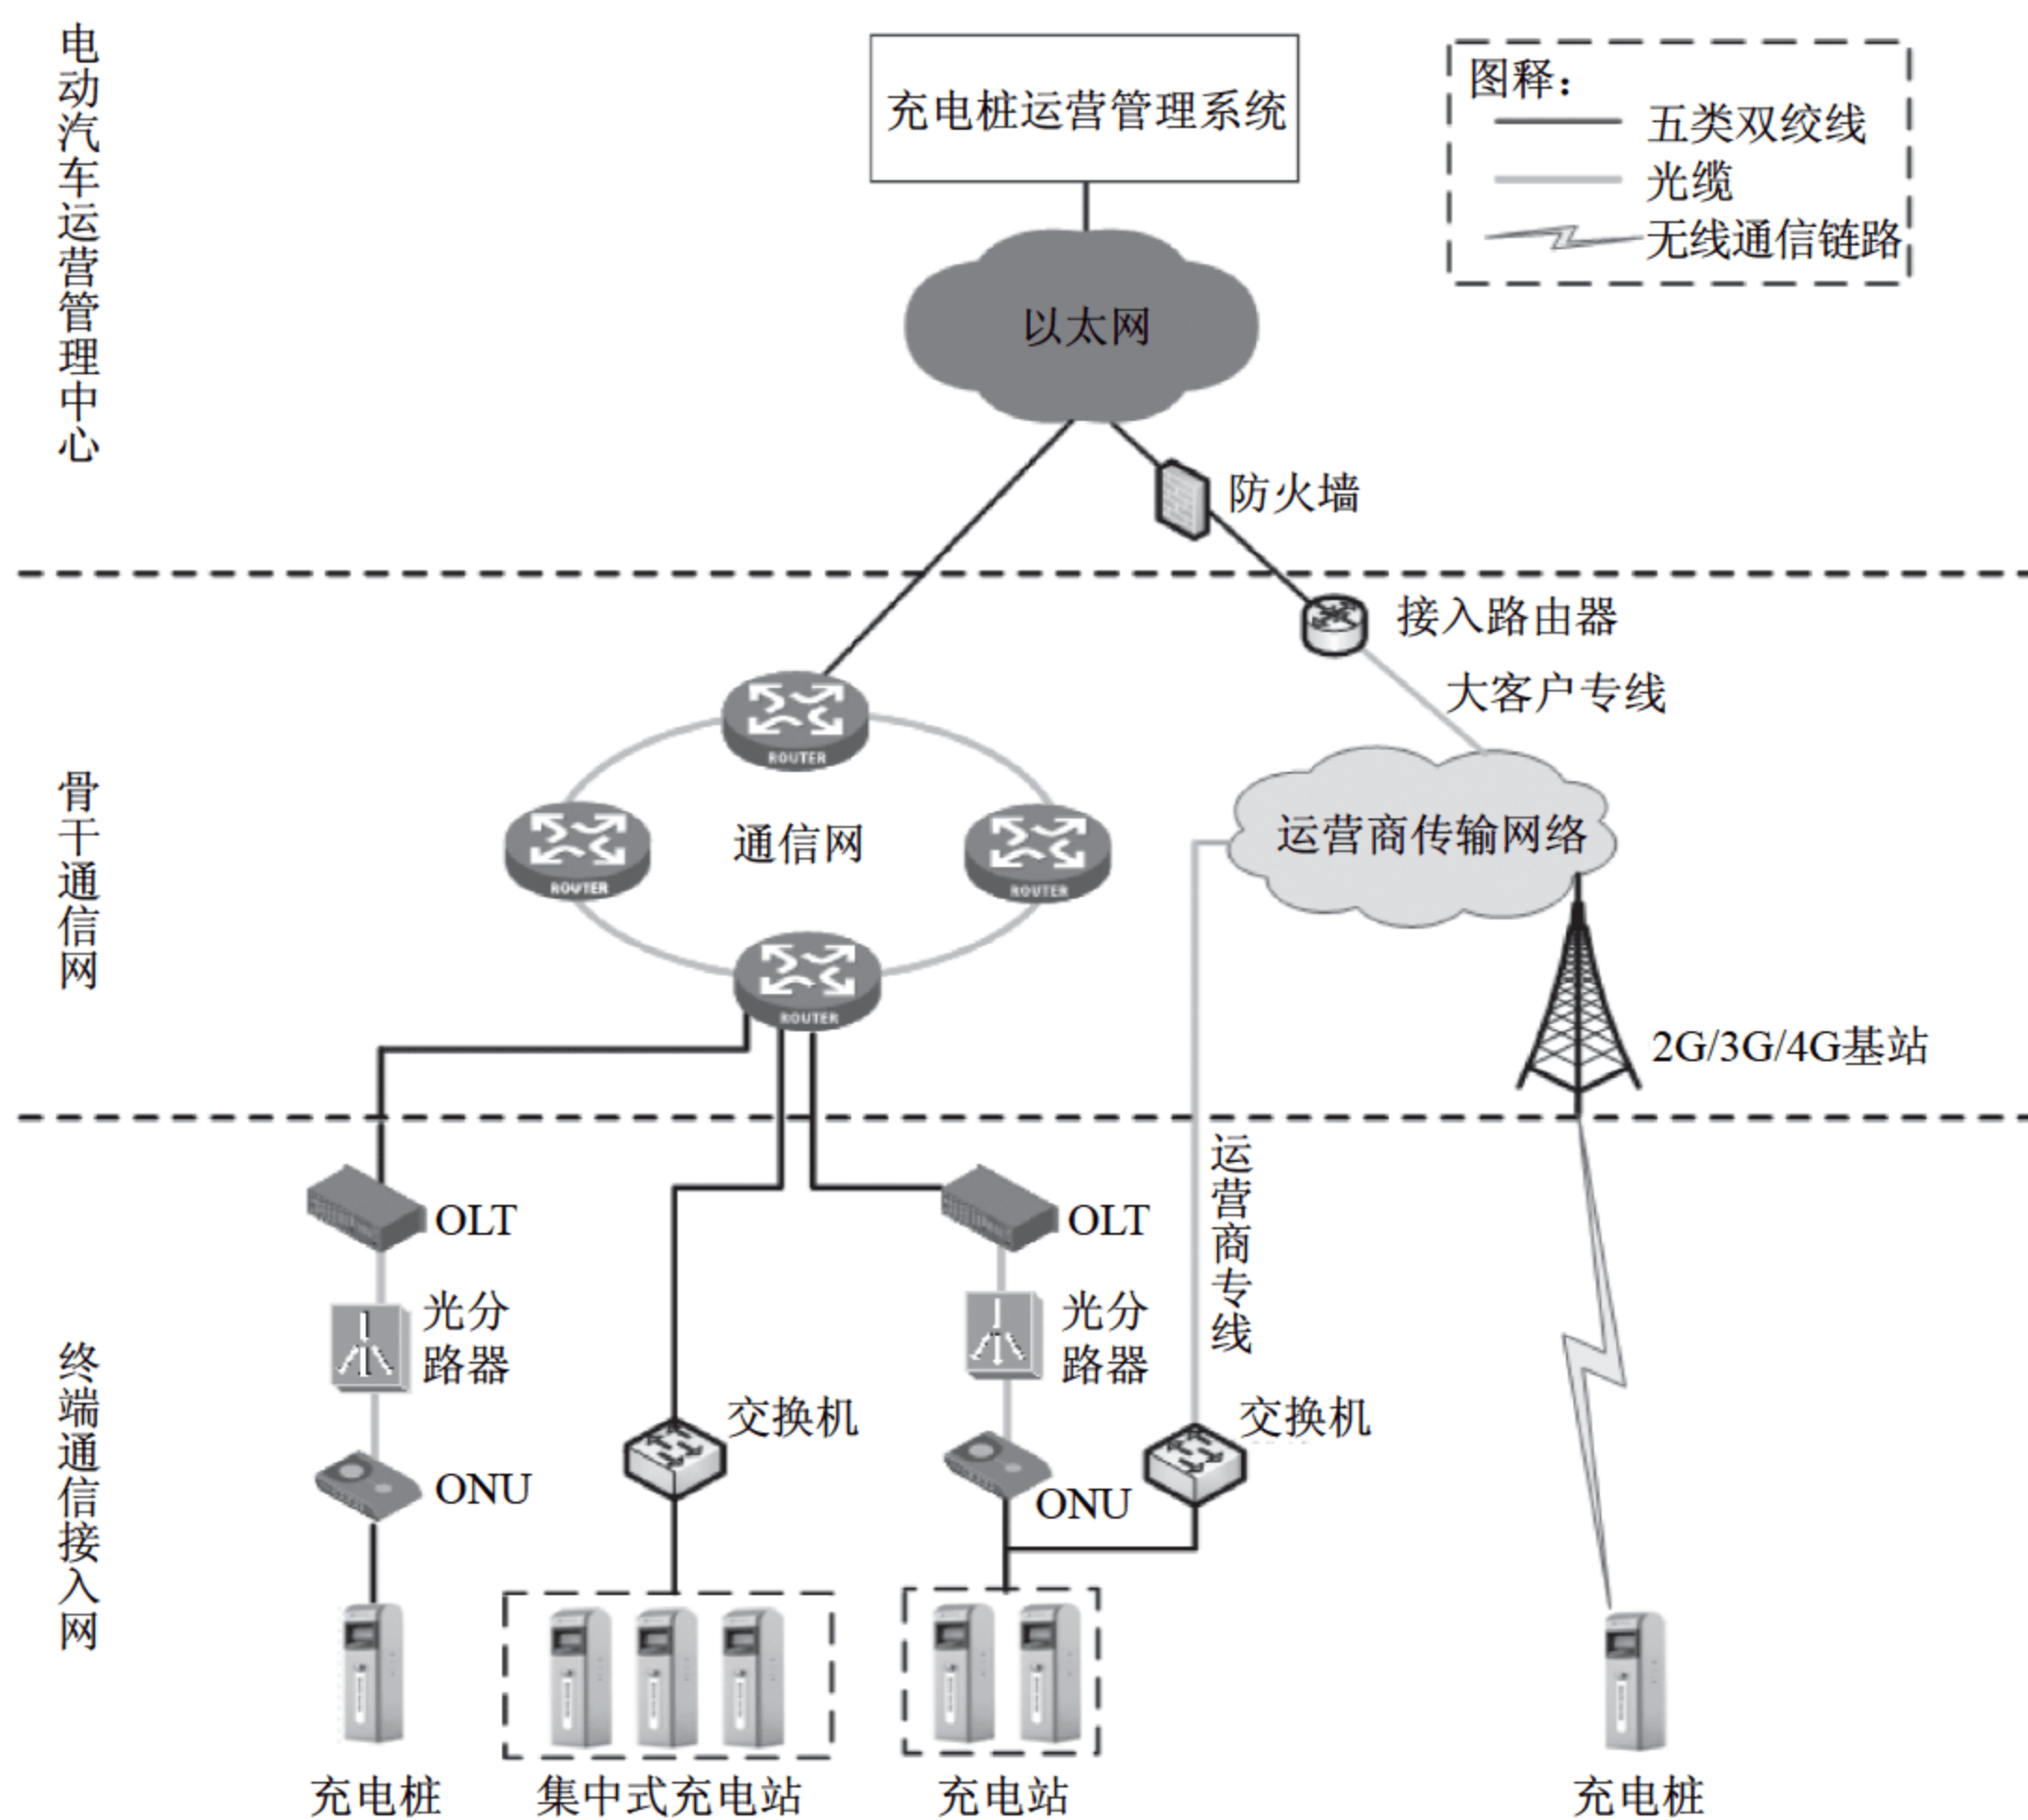 电动汽车运营管理中心
充电桩运营管理系统
图释：
五类双绞线
光缆
无线通信链路
以太网
防火墙
骨干通信网
接入路由器
大客户专线
ROUTER
ROUTER
通信网
ROUTER
运营商传输网络
ROUTER
2G/3G/4G基站
终端通信接入网
OLT
OLT
运营商专线
光分
路器
光分
路器
交换机
交换机
ONU
ONU
充电桩
集中式充电站
充电站
充电桩